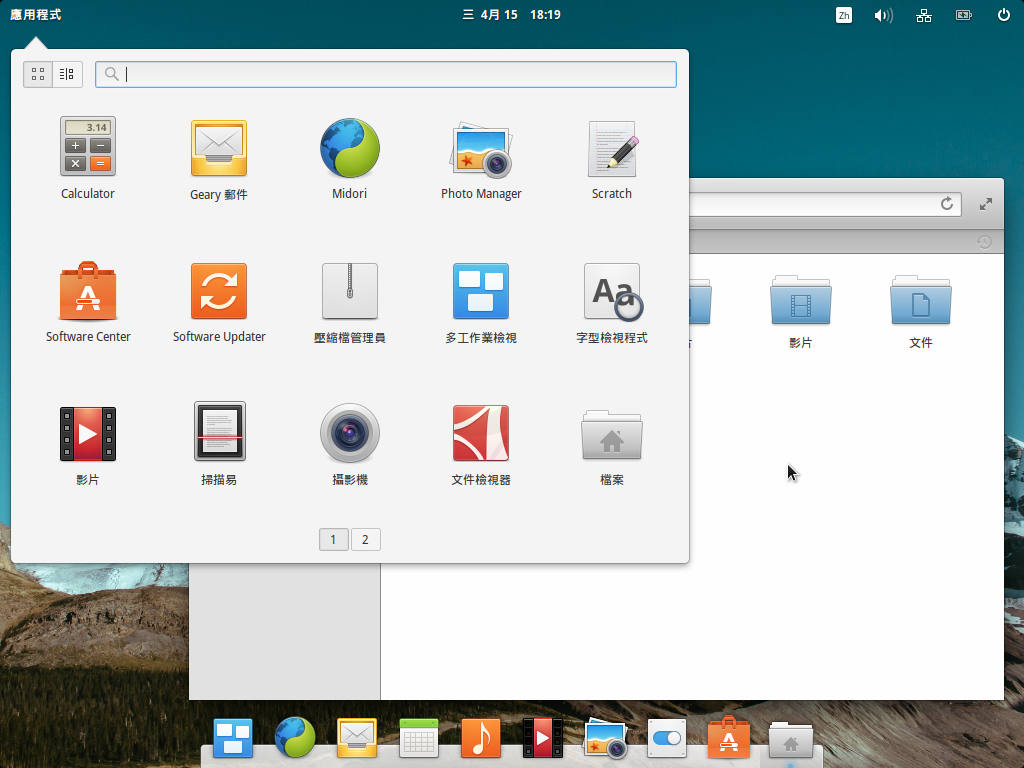 應用程式
三 4月 15 18:19
Zh
3.14
Calculator
Geary 郵件
Midori
Photo Manager
Scratch
Software Center
Software Updater
壓縮檔管理員
多工作業檢視
Aa
字型檢視程式
影片
掃描易
攝影機
文件檢視器
檔案
1
2
影片
文件